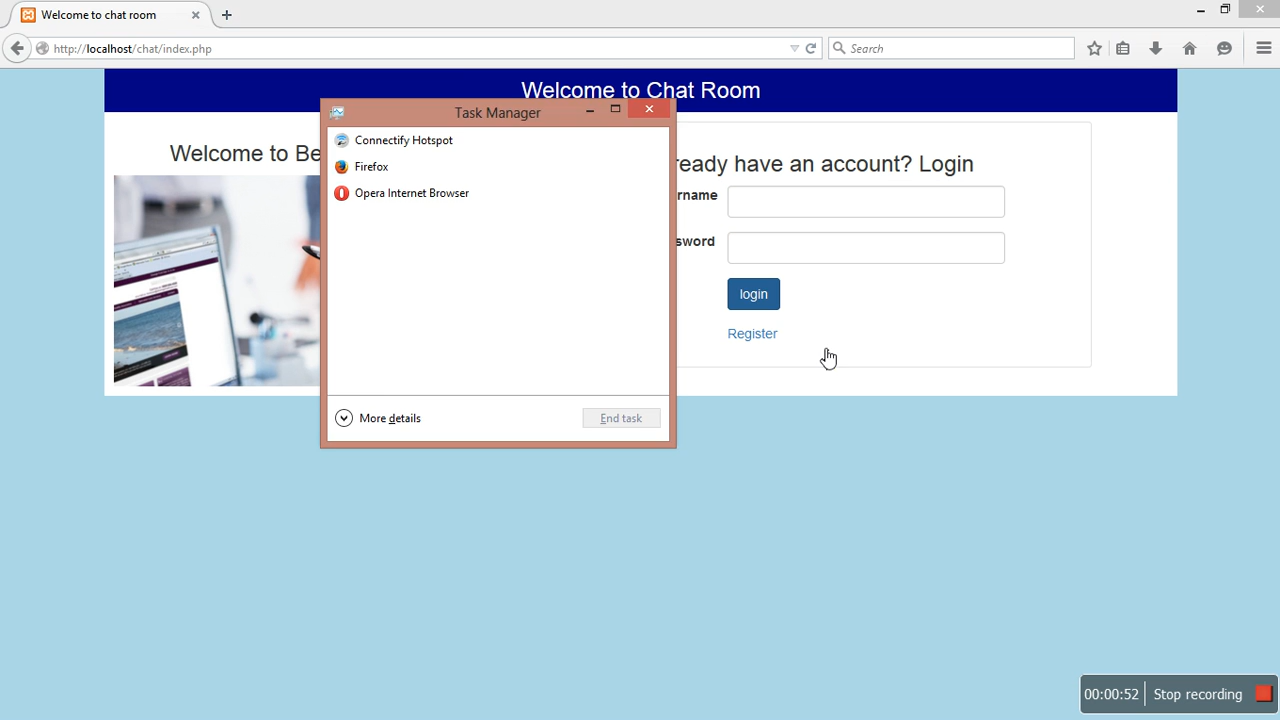 Welcome to chat room
http://localhost/chat/index.php
Search
Welcome to Chat Room
Task Manager
Connectify Hotspot
Firefox
Opera Internet Browser
More details
End task
Welcome to Be
ready have an account? Login
rname
sword
login
Register
00:00:52
Stop recording